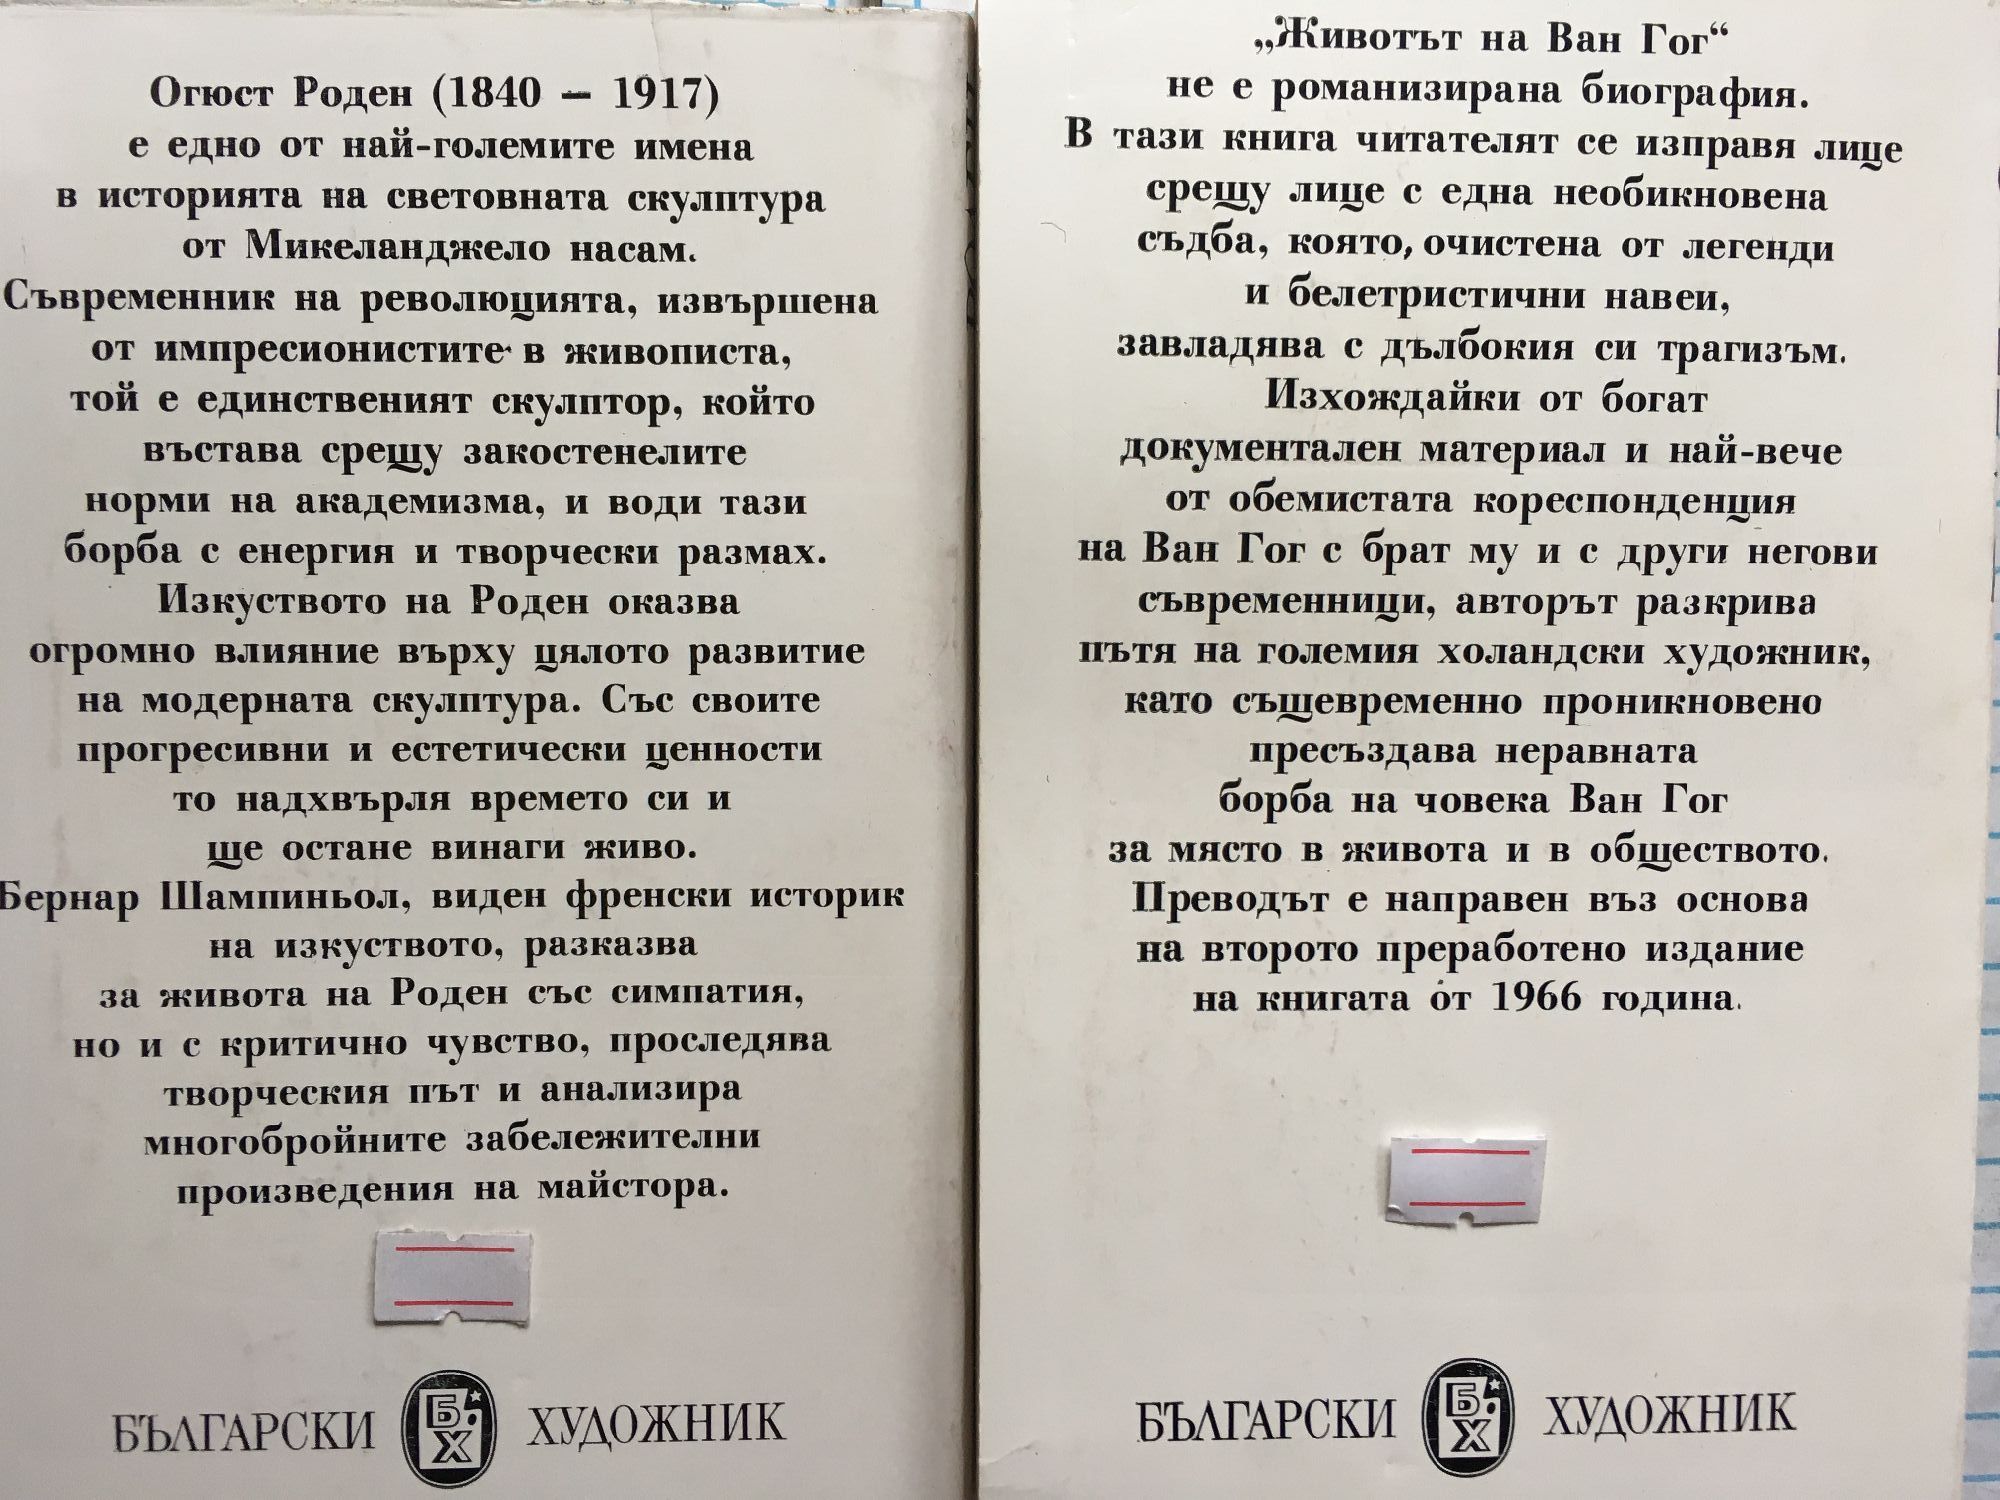 Огюст Роден (1840 – 1917)
е едно от най-големите имена
в историята на световната скулптура
от Микеланджело насам.
Съвременник на революцията, извършена
от импресионистите в живописта,
той е единственият скулптор, който
въстава срещу закостенелите
норми на академизма, и води тази
борба с енергия и творчески размах.
Изкуството на Роден оказва
огромно влияние върху цялото развитие
на модерната скулптура. Със своите
прогресивни и естетически ценности
то надхвърля времето си и
ще остане винаги живо.
Бернар Шампиньол, виден френски историк
на изкуството, разказва
за живота на Роден със симпатия,
но и с критично чувство, проследява
творческия път и анализира
многобройните забележителни
произведения на майстора.
БЪЛГАРСКИ Б.Х ХУДОЖНИК
„Животът на Ван Гог“
не е романизирана биография.
В тази книга читателят се изправя лице
срещу лице с една необикновена
съдба, която, очистена от легенди
и белетристични навеи,
завладява с дълбокия си трагизъм.
Изхождайки от богат
документален материал и най-вече
от обемистата кореспонденция
на Ван Гог с брат му и с други негови
съвременници, авторът разкрива
пътя на големия холандски художник,
като същевременно проникновено
пресъздава неравната
борба на човека Ван Гог
за място в живота и в обществото.
Преводът е направен въз основа
на второто преработено издание
на книгата от 1966 година.
БЪЛГАРСКИ Б.Х ХУДОЖНИК